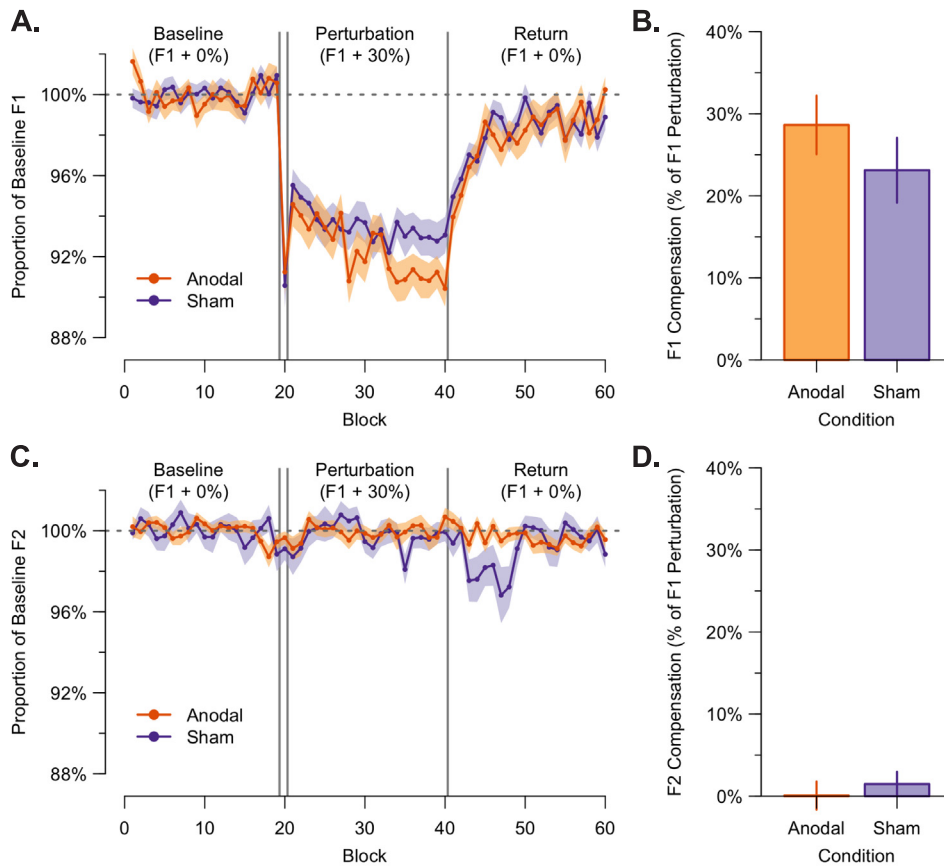 A.
Baseline
(F1 + 0%)
Perturbation
(F1 + 30%)
Return
(F1 + 0%)
Proportion of Baseline F1
100%
96%
92%
88%
Anodal
Sham
0 10 20 30 40 50 60
Block
B.
F1 Compensation (% of F1 Perturbation)
40%
30%
20%
10%
0%
Anodal Sham
Condition
C.
Baseline
(F1 + 0%)
Perturbation
(F1 + 30%)
Return
(F1 + 0%)
Proportion of Baseline F2
100%
96%
92%
88%
Anodal
Sham
0 10 20 30 40 50 60
Block
D.
F2 Compensation (% of F1 Perturbation)
40%
30%
20%
10%
0%
Anodal Sham
Condition